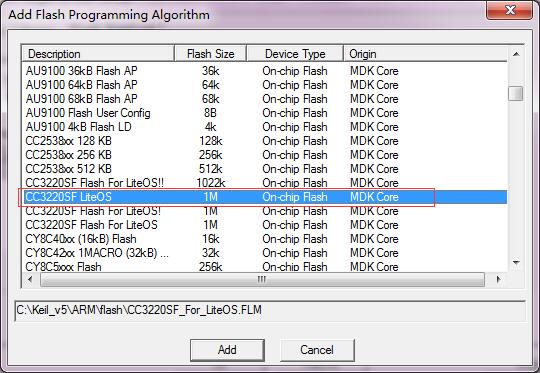 Add Flash Programming Algorithm
Description Flash Size Device Type Origin
AU9100 36kB Flash AP 36k On-chip Flash MDK Core
AU9100 64kB Flash AP 64k On-chip Flash MDK Core
AU9100 68kB Flash AP 68k On-chip Flash MDK Core
AU9100 Flash User Config 8B On-chip Flash MDK Core
AU9100 4kB Flash LD 4k On-chip Flash MDK Core
CC2538xx 128 KB 128k On-chip Flash MDK Core
CC2538xx 256 KB 256k On-chip Flash MDK Core
CC2538xx 512 KB 512k On-chip Flash MDK Core
CC3220SF Flash For LiteOS!! 1022k On-chip Flash MDK Core
CC3220SF LiteOS 1M On-chip Flash MDK Core
CC3220SF Flash For LiteOS! 1M On-chip Flash MDK Core
CC3220SF Flash For LiteOS 1M On-chip Flash MDK Core
CY8C40xx (16kB) Flash 16k On-chip Flash MDK Core
CY8C42xx 1MACRO (32kB) ... 32k On-chip Flash MDK Core
CY8C5xxx Flash 256k On-chip Flash MDK Core
C:\Keil_v5\ARM\flash\CC3220SF_For_LiteOS.FLM
Add Cancel